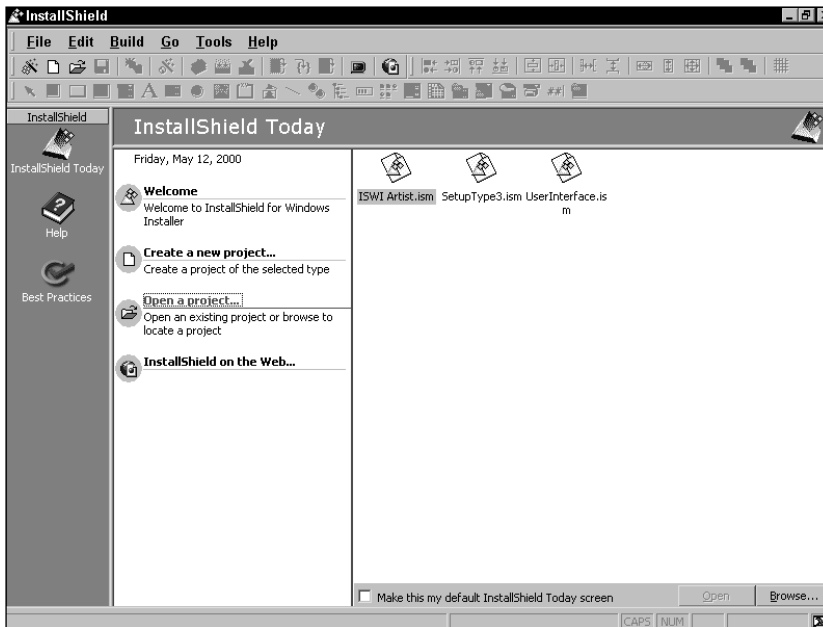 InstallShield
File Edit Build Go Tools Help
InstallShield
InstallShield Today
Help
Best Practices
InstallShield Today
Friday, May 12, 2000
Welcome
Welcome to InstallShield for Windows
Installer
Create a new project...
Create a project of the selected type
Open a project...
Open an existing project or browse to
locate a project
InstallShield on the Web...
ISWI Artist.ism SetupType3.ism UserInterface.is
m
Make this my default InstallShield Today screen
Open Browse...
CAPS NUM